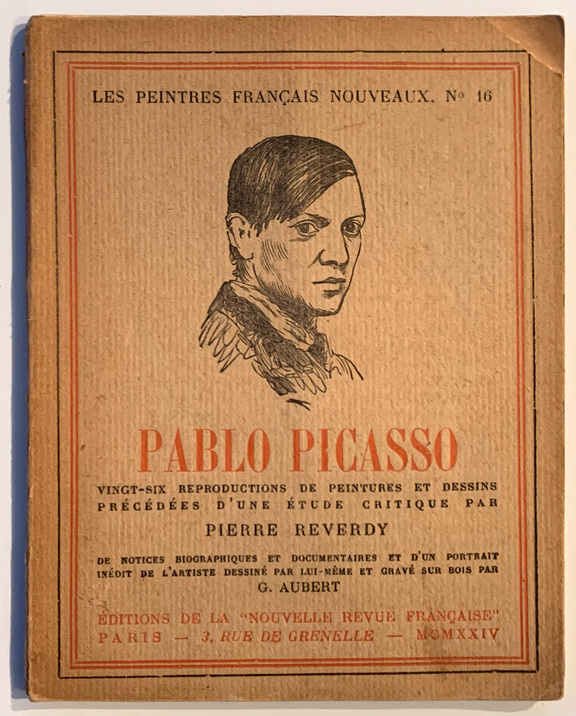 LES PEINTRES FRANÇAIS NOUVEAUX. Nº 16
PABLO PICASSO
VINGT-SIX REPRODUCTIONS DE PEINTURES ET DESSINS
PRÉCÉDÉES D'UNE ÉTUDE CRITIQUE PAR
PIERRE REVERDY
DE NOTICES BIOGRAPHIQUES ET DOCUMENTAIRES ET D'UN PORTRAIT
INÉDIT DE L'ARTISTE DESSINÉ PAR LUI-MÊME ET GRAVÉ SUR BOIS PAR
G. AUBERT
ÉDITIONS DE LA "NOUVELLE REVUE FRANÇAISE"
PARIS — 3, RUE DE GRENELLE — MCMXXIV